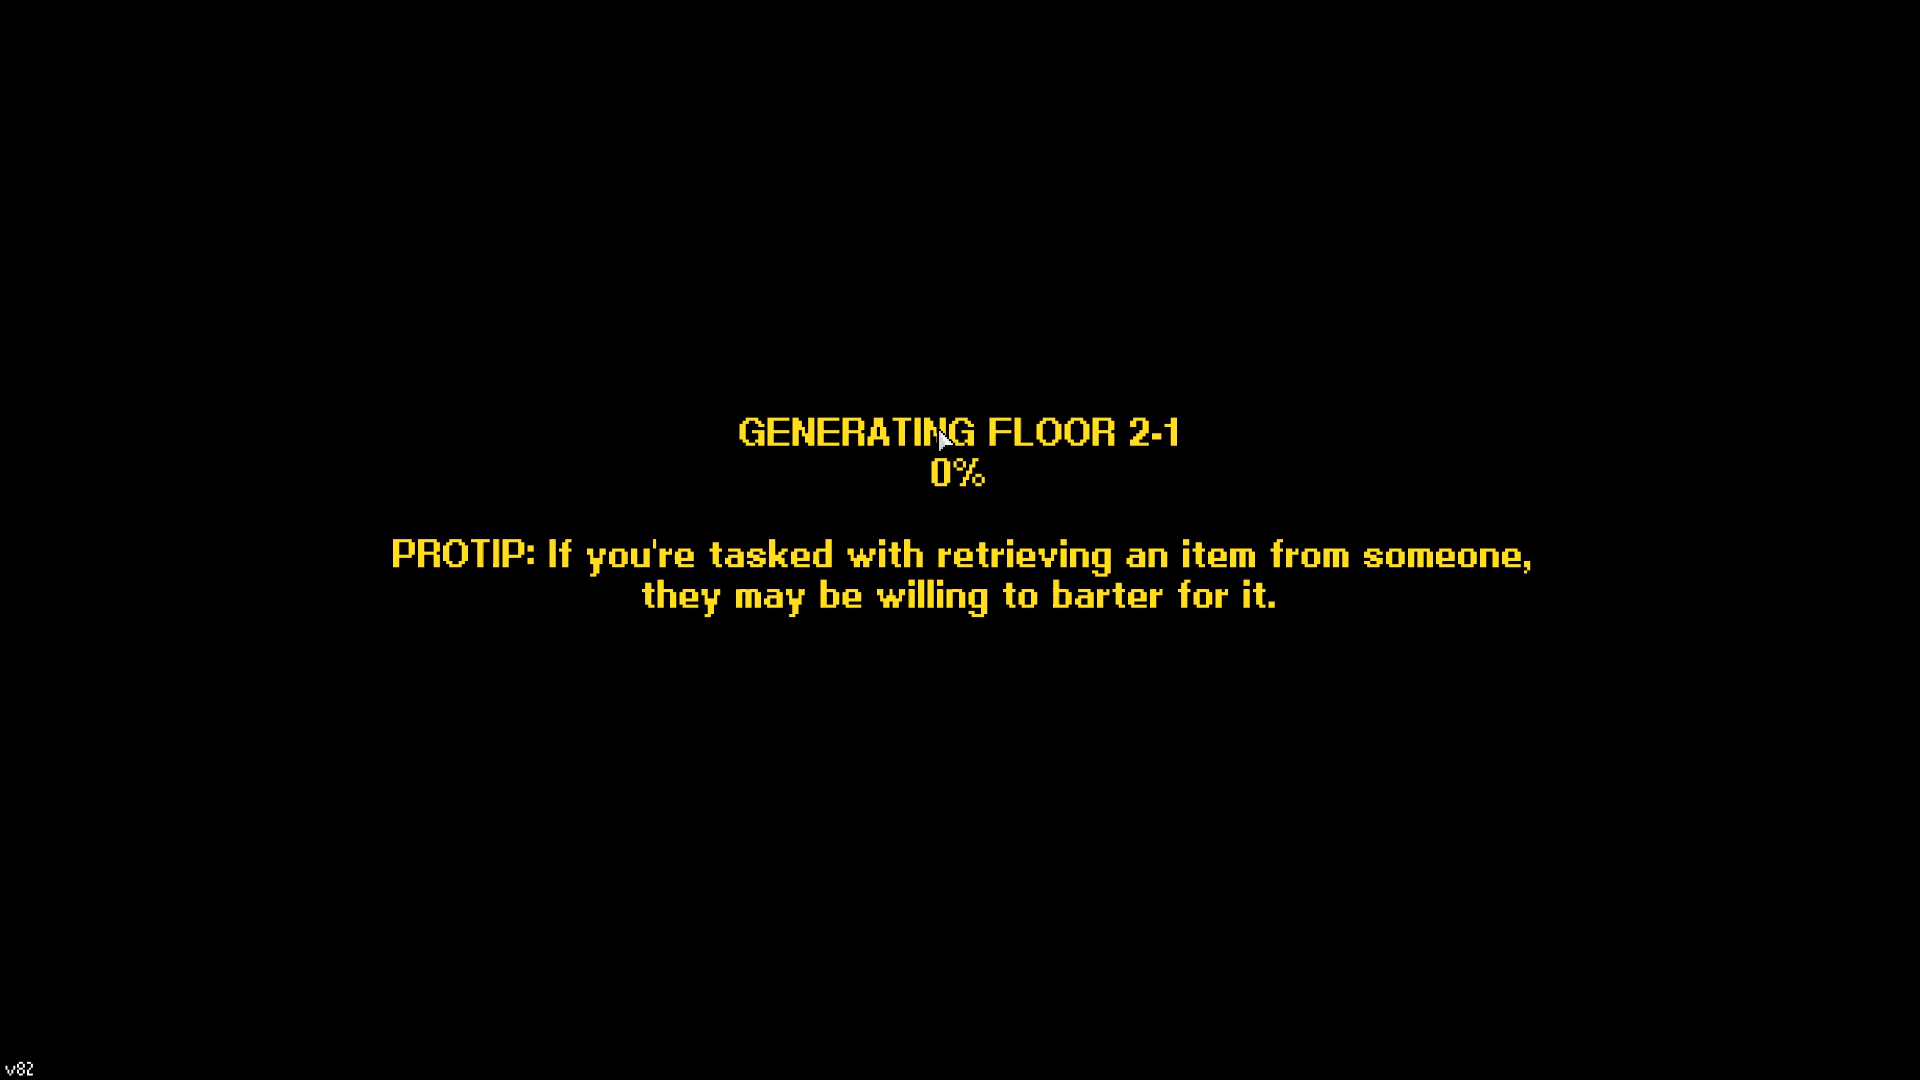 GENERATING FLOOR 2-1
0%
PROTIP: If you're tasked with retrieving an item from someone,
they may be willing to barter for it.
v82